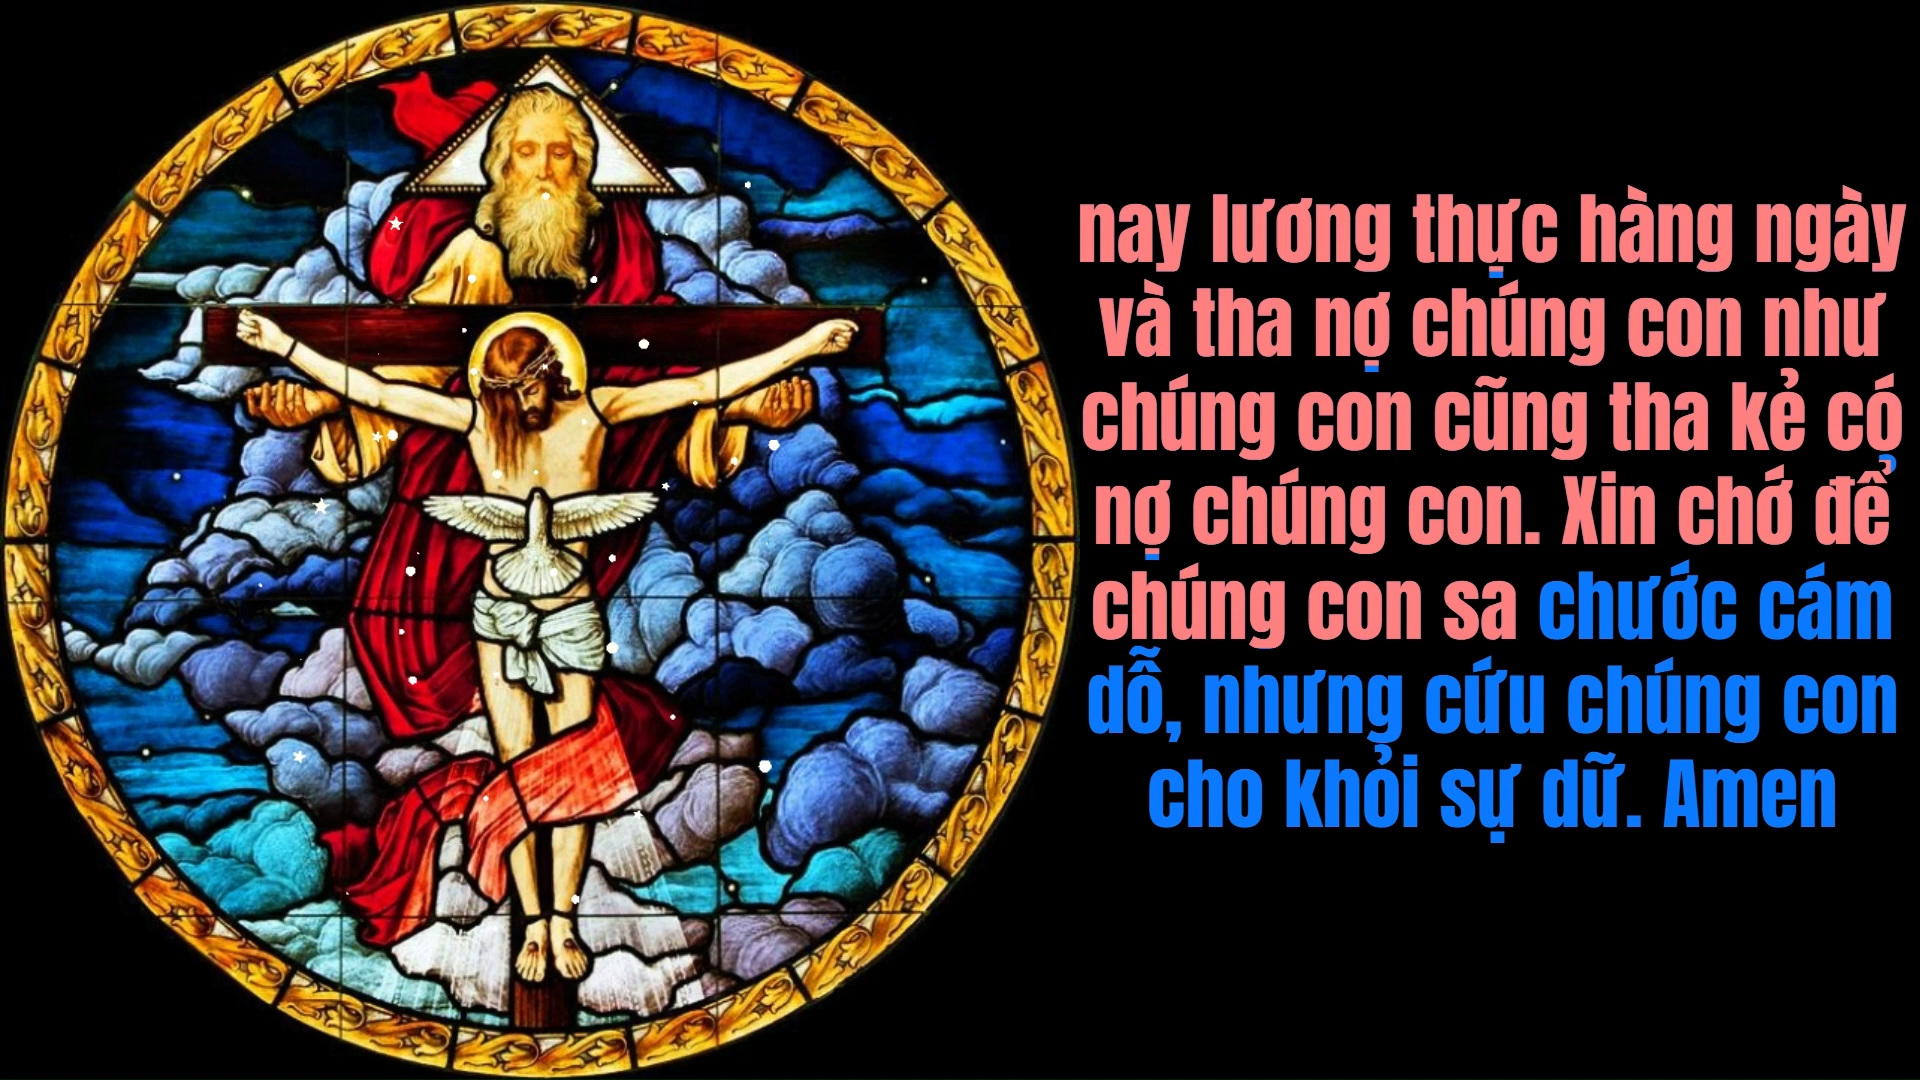 nay lương thực hàng ngày
và tha nợ chúng con như
chúng con cũng tha kẻ có
nợ chúng con. Xin chớ để
chúng con sa chước cám
dỗ, nhưng cứu chúng con
cho khỏi sự dữ. Amen